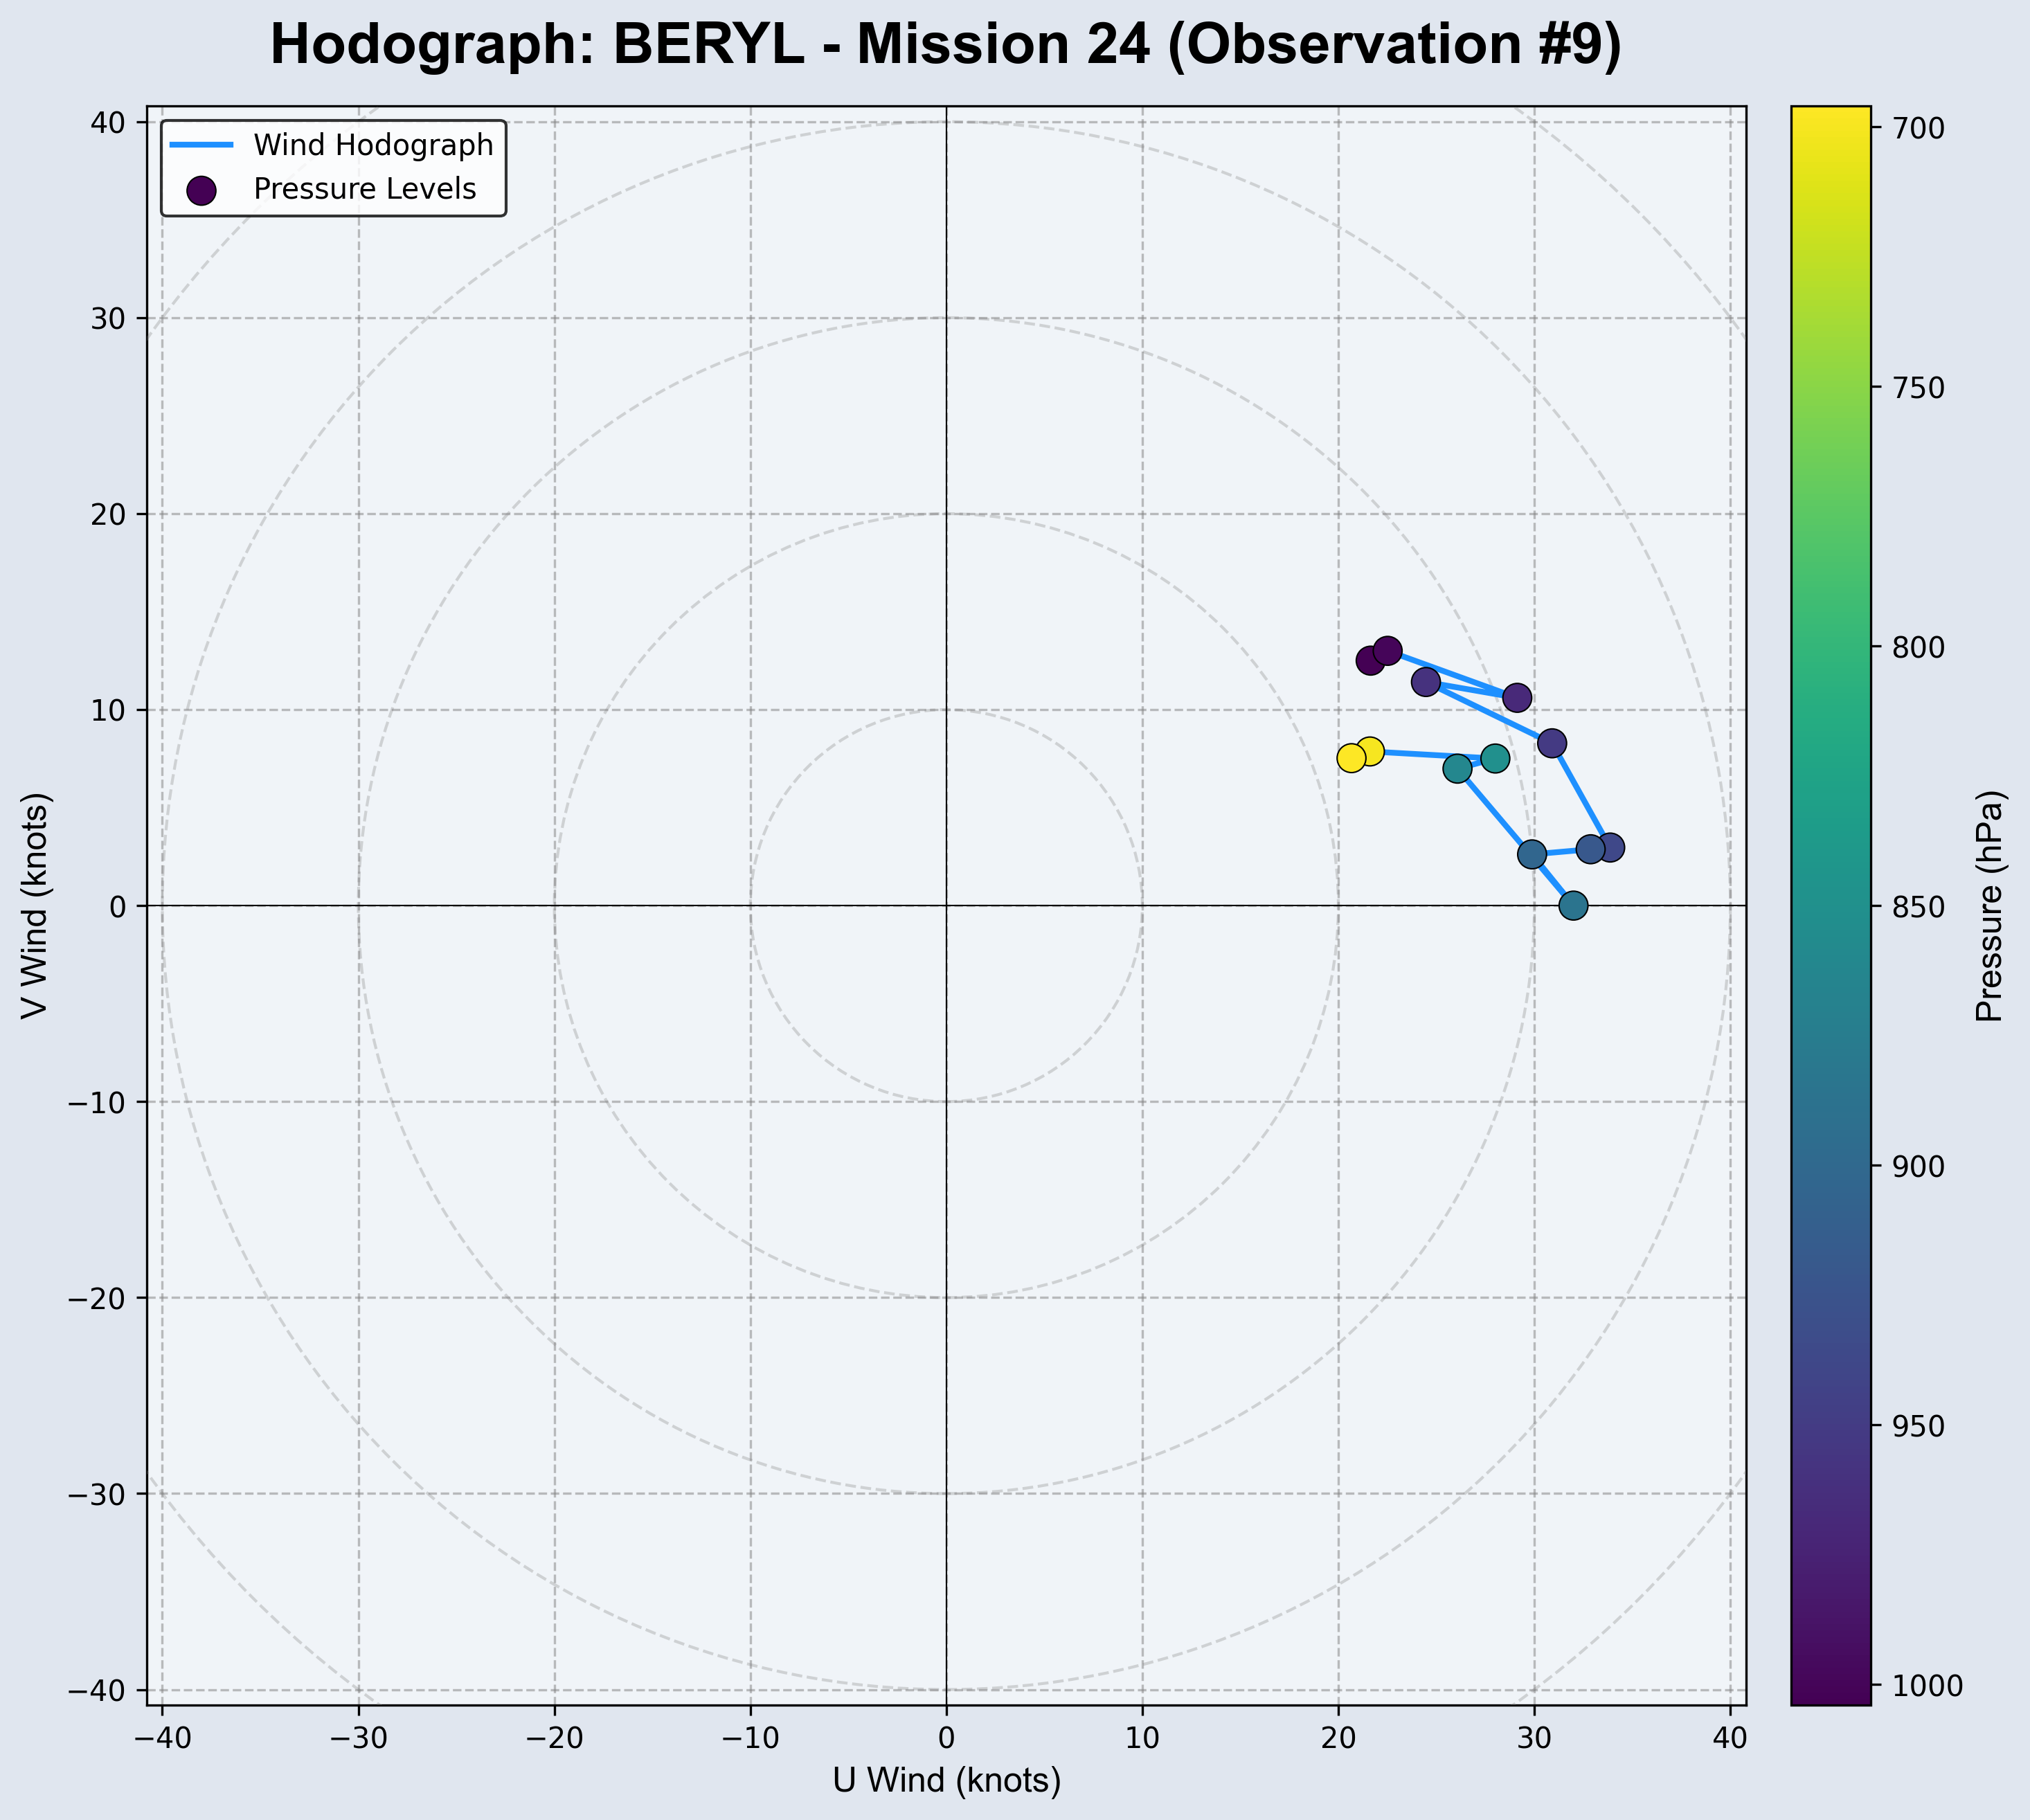 Hodograph: BERYL - Mission 24 (Observation #9)
Wind Hodograph
Pressure Levels
40
30
20
10
0
−10
−20
−30
−40
V Wind (knots)
−40 −30 −20 −10 0 10 20 30 40
U Wind (knots)
700
750
800
850
900
950
1000
Pressure (hPa)